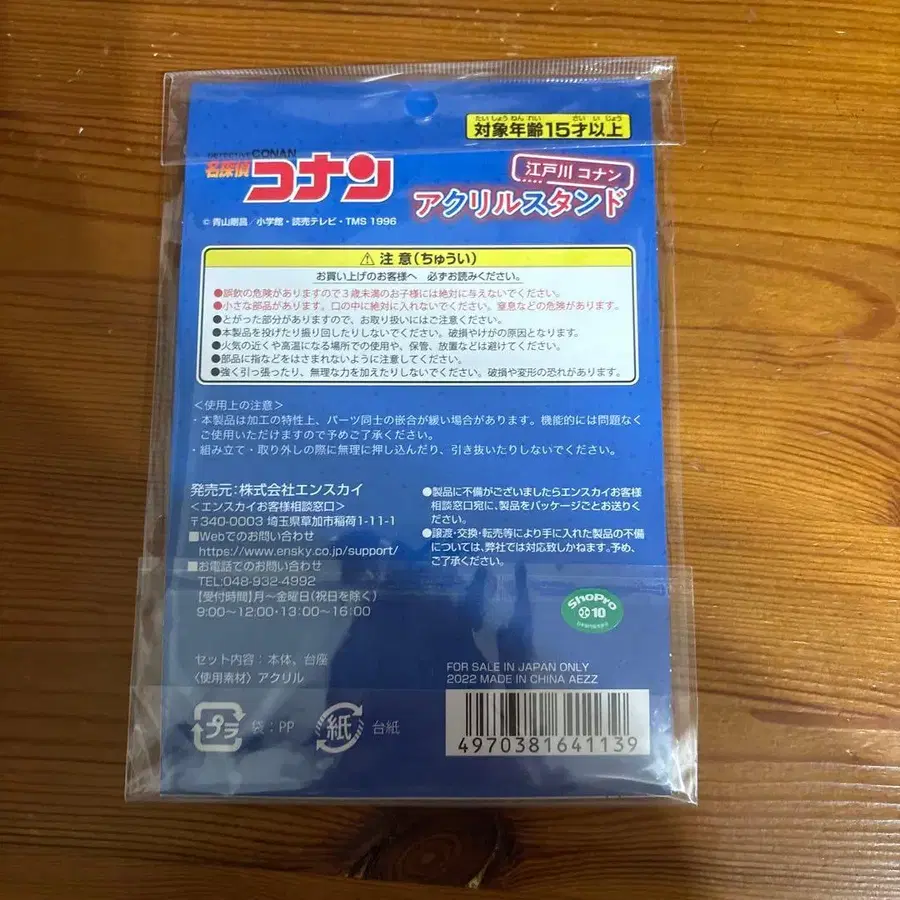 たいしょうねんれい さいいじょう
対象年齢15才以上
DETECTIVE CONAN
名探偵
コナン
江戸川 コナン
アクリルスタンド
© 青山剛昌／小学館・読売テレビ・TMS 1996
⚠ 注意（ちゅうい）
お買い上げのお客様へ 必ずお読みください。
●誤飲の危険がありますので3歳未満のお子様には絶対に与えないでください。
●小さな部品があります。口の中に絶対に入れないでください。窒息などの危険があります。
●とがった部分がありますので、お取り扱いにはご注意ください。
●本製品を投げたり振り回したりしないでください。破損やけがの原因となります。
●火気の近くや高温になる場所での使用や、保管、放置などは避けてください。
●部品に指などをはさまれないように注意してください。
●強く引っ張ったり、無理な力を加えたりしないでください。破損や変形の恐れがあります。
＜使用上の注意＞
・本製品は加工の特性上、パーツ同士の嵌合が緩い場合があります。機能的には問題なく
ご使用いただけますので予めご了承ください。
・組み立て・取り外しの際に無理に押し込んだり、引き抜いたりしないでください。
発売元：株式会社エンスカイ
＜エンスカイお客様相談窓口＞
〒340-0003 埼玉県草加市稲荷1-11-1
■Webでのお問い合わせ
https://www.ensky.co.jp/support/
■お電話でのお問い合わせ
TEL:048-932-4992
【受付時間】月～金曜日（祝日を除く）
9:00～12:00・13:00～16:00
●製品に不備がございましたらエンスカイお客様
相談窓口宛に、製品をパッケージごとお送りく
ださい。
●譲渡・交換・転売等により手に入れた製品の不備
については、弊社では対応致しかねます。予め、
ご了承ください。
ShoPro
10
セット内容：本体、台座
〈使用素材〉アクリル
FOR SALE IN JAPAN ONLY
2022 MADE IN CHINA AEZZ
プラ
袋：PP
紙
台紙
4970381641139